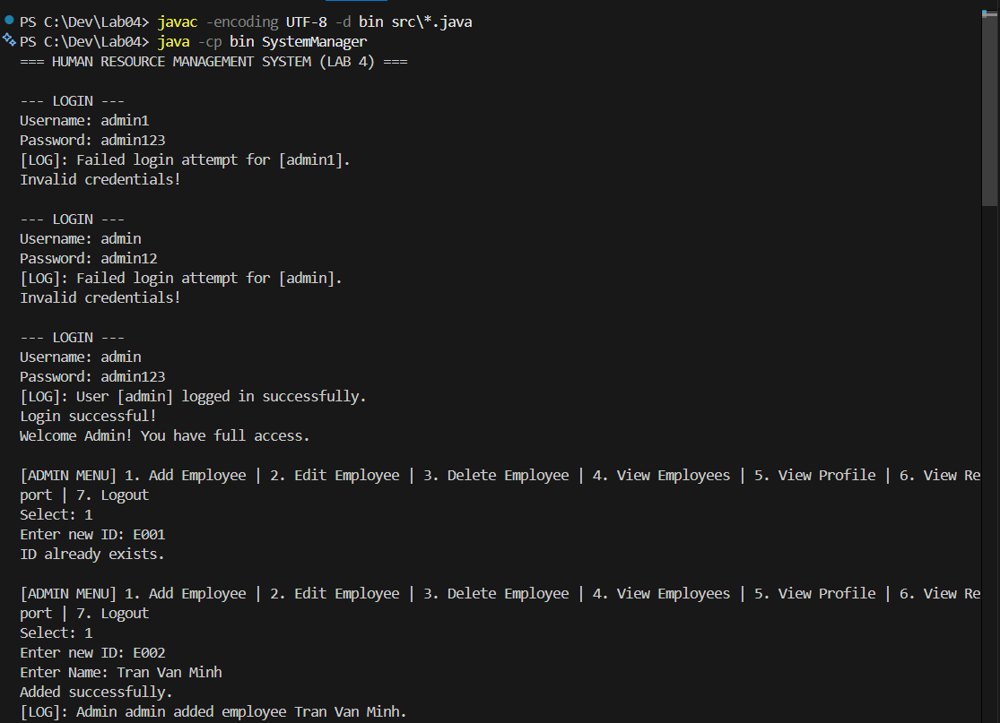 PS C:\Dev\Lab04> javac -encoding UTF-8 -d bin src\*.java
PS C:\Dev\Lab04> java -cp bin SystemManager
=== HUMAN RESOURCE MANAGEMENT SYSTEM (LAB 4) ===
--- LOGIN ---
Username: admin1
Password: admin123
[LOG]: Failed login attempt for [admin1].
Invalid credentials!
--- LOGIN ---
Username: admin
Password: admin12
[LOG]: Failed login attempt for [admin].
Invalid credentials!
--- LOGIN ---
Username: admin
Password: admin123
[LOG]: User [admin] logged in successfully.
Login successful!
Welcome Admin! You have full access.
[ADMIN MENU] 1. Add Employee | 2. Edit Employee | 3. Delete Employee | 4. View Employees | 5. View Profile | 6. View Re
port | 7. Logout
Select: 1
Enter new ID: E001
ID already exists.
[ADMIN MENU] 1. Add Employee | 2. Edit Employee | 3. Delete Employee | 4. View Employees | 5. View Profile | 6. View Re
port | 7. Logout
Select: 1
Enter new ID: E002
Enter Name: Tran Van Minh
Added successfully.
[LOG]: Admin admin added employee Tran Van Minh.